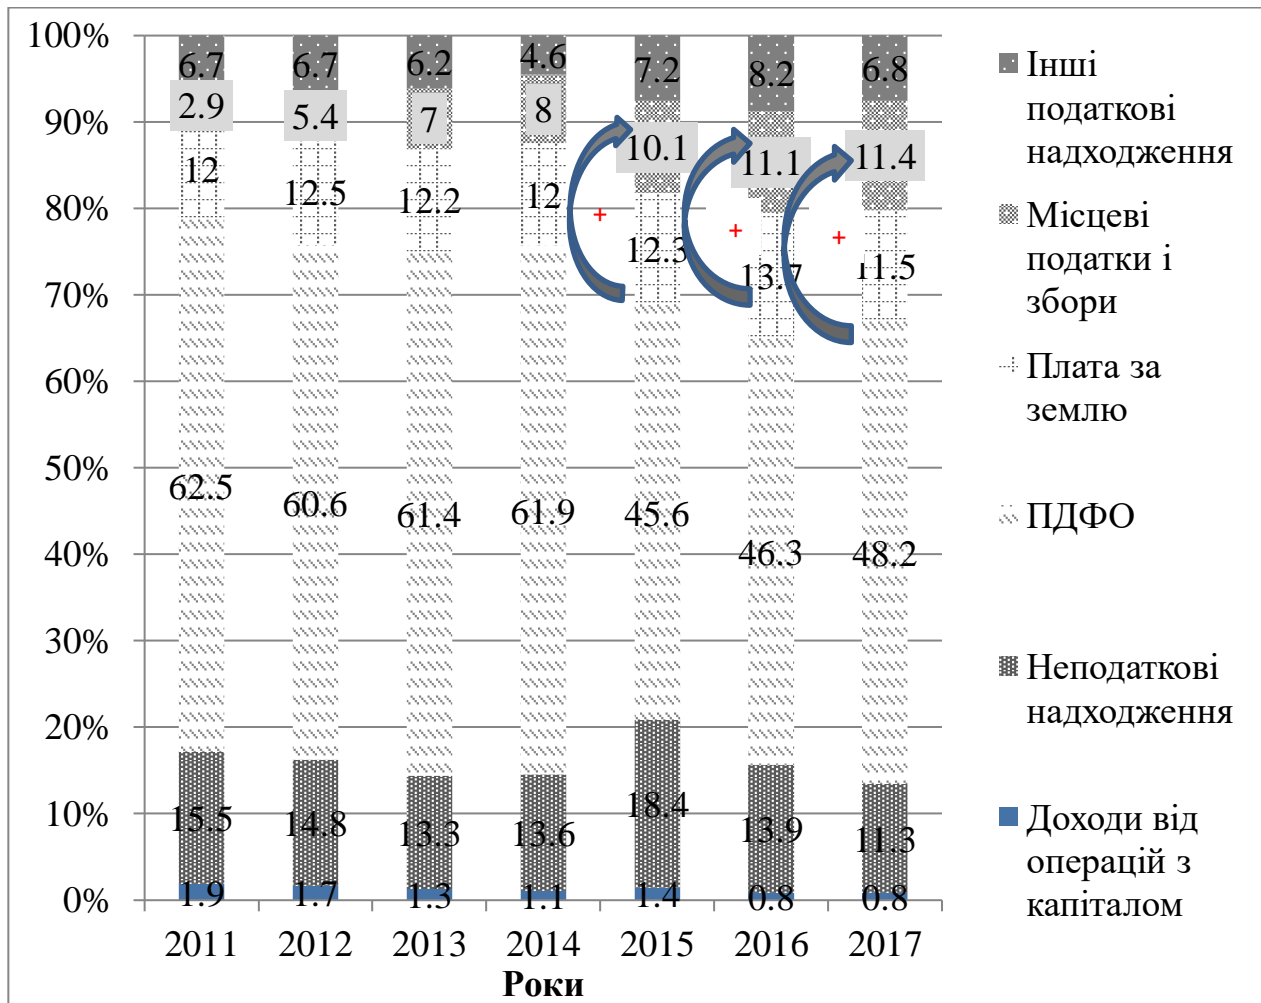 100%
90%
80%
70%
60%
50%
40%
30%
20%
10%
0%
6.7 6.7 6.2 4.6 7.2 8.2 6.8
2.9 5.4 7 8 10.1 11.1 11.4
12 12.5 12.2 12 12.3 13.7 11.5
62.5 60.6 61.4 61.9 45.6 46.3 48.2
15.5 14.8 13.3 13.6 18.4 13.9 11.3
1.9 1.7 1.3 1.1 1.4 0.8 0.8
2011 2012 2013 2014 2015 2016 2017
Роки
Інші
податкові
надходження
Місцеві
податки і
збори
Плата за
землю
ПДФО
Неподаткові
надходження
Доходи від
операцій з
капіталом